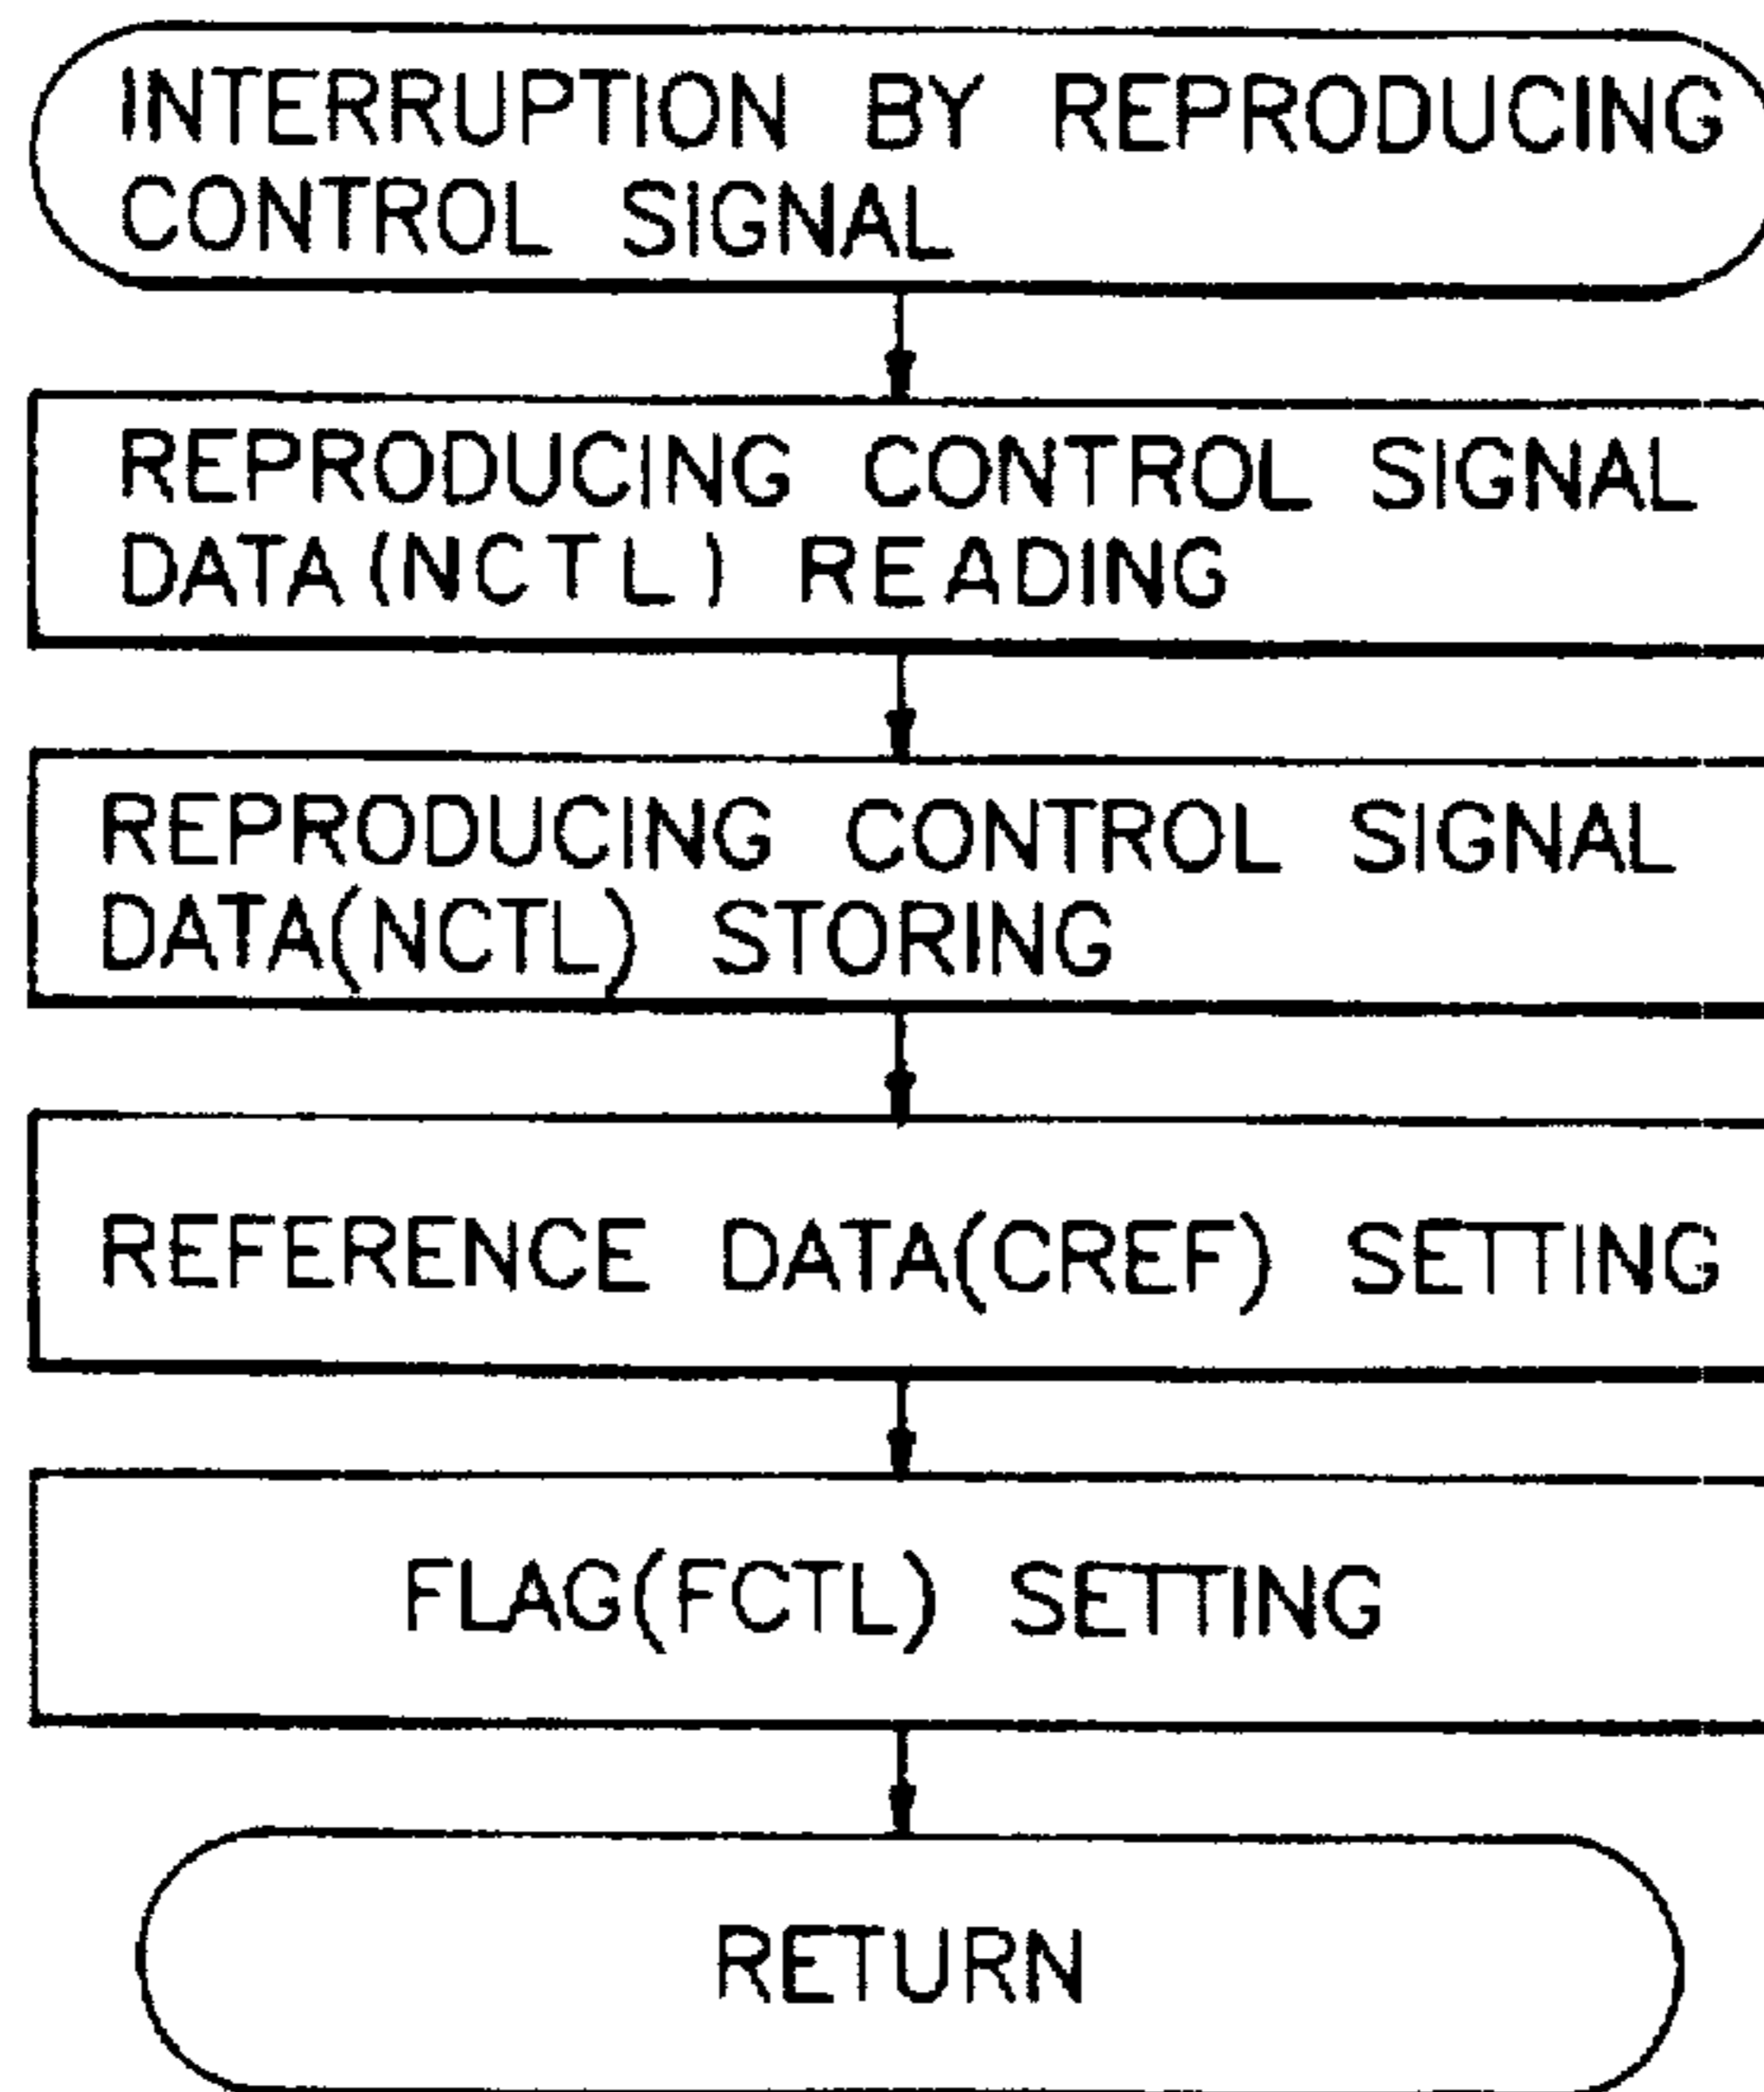 INTERRUPTION BY REPRODUCING
CONTROL SIGNAL
REPRODUCING CONTROL SIGNAL
DATA(NCTL) READING
REPRODUCING CONTROL SIGNAL
DATA(NCTL) STORING
REFERENCE DATA(CREF) SETTING
FLAG(FCTL) SETTING
RETURN